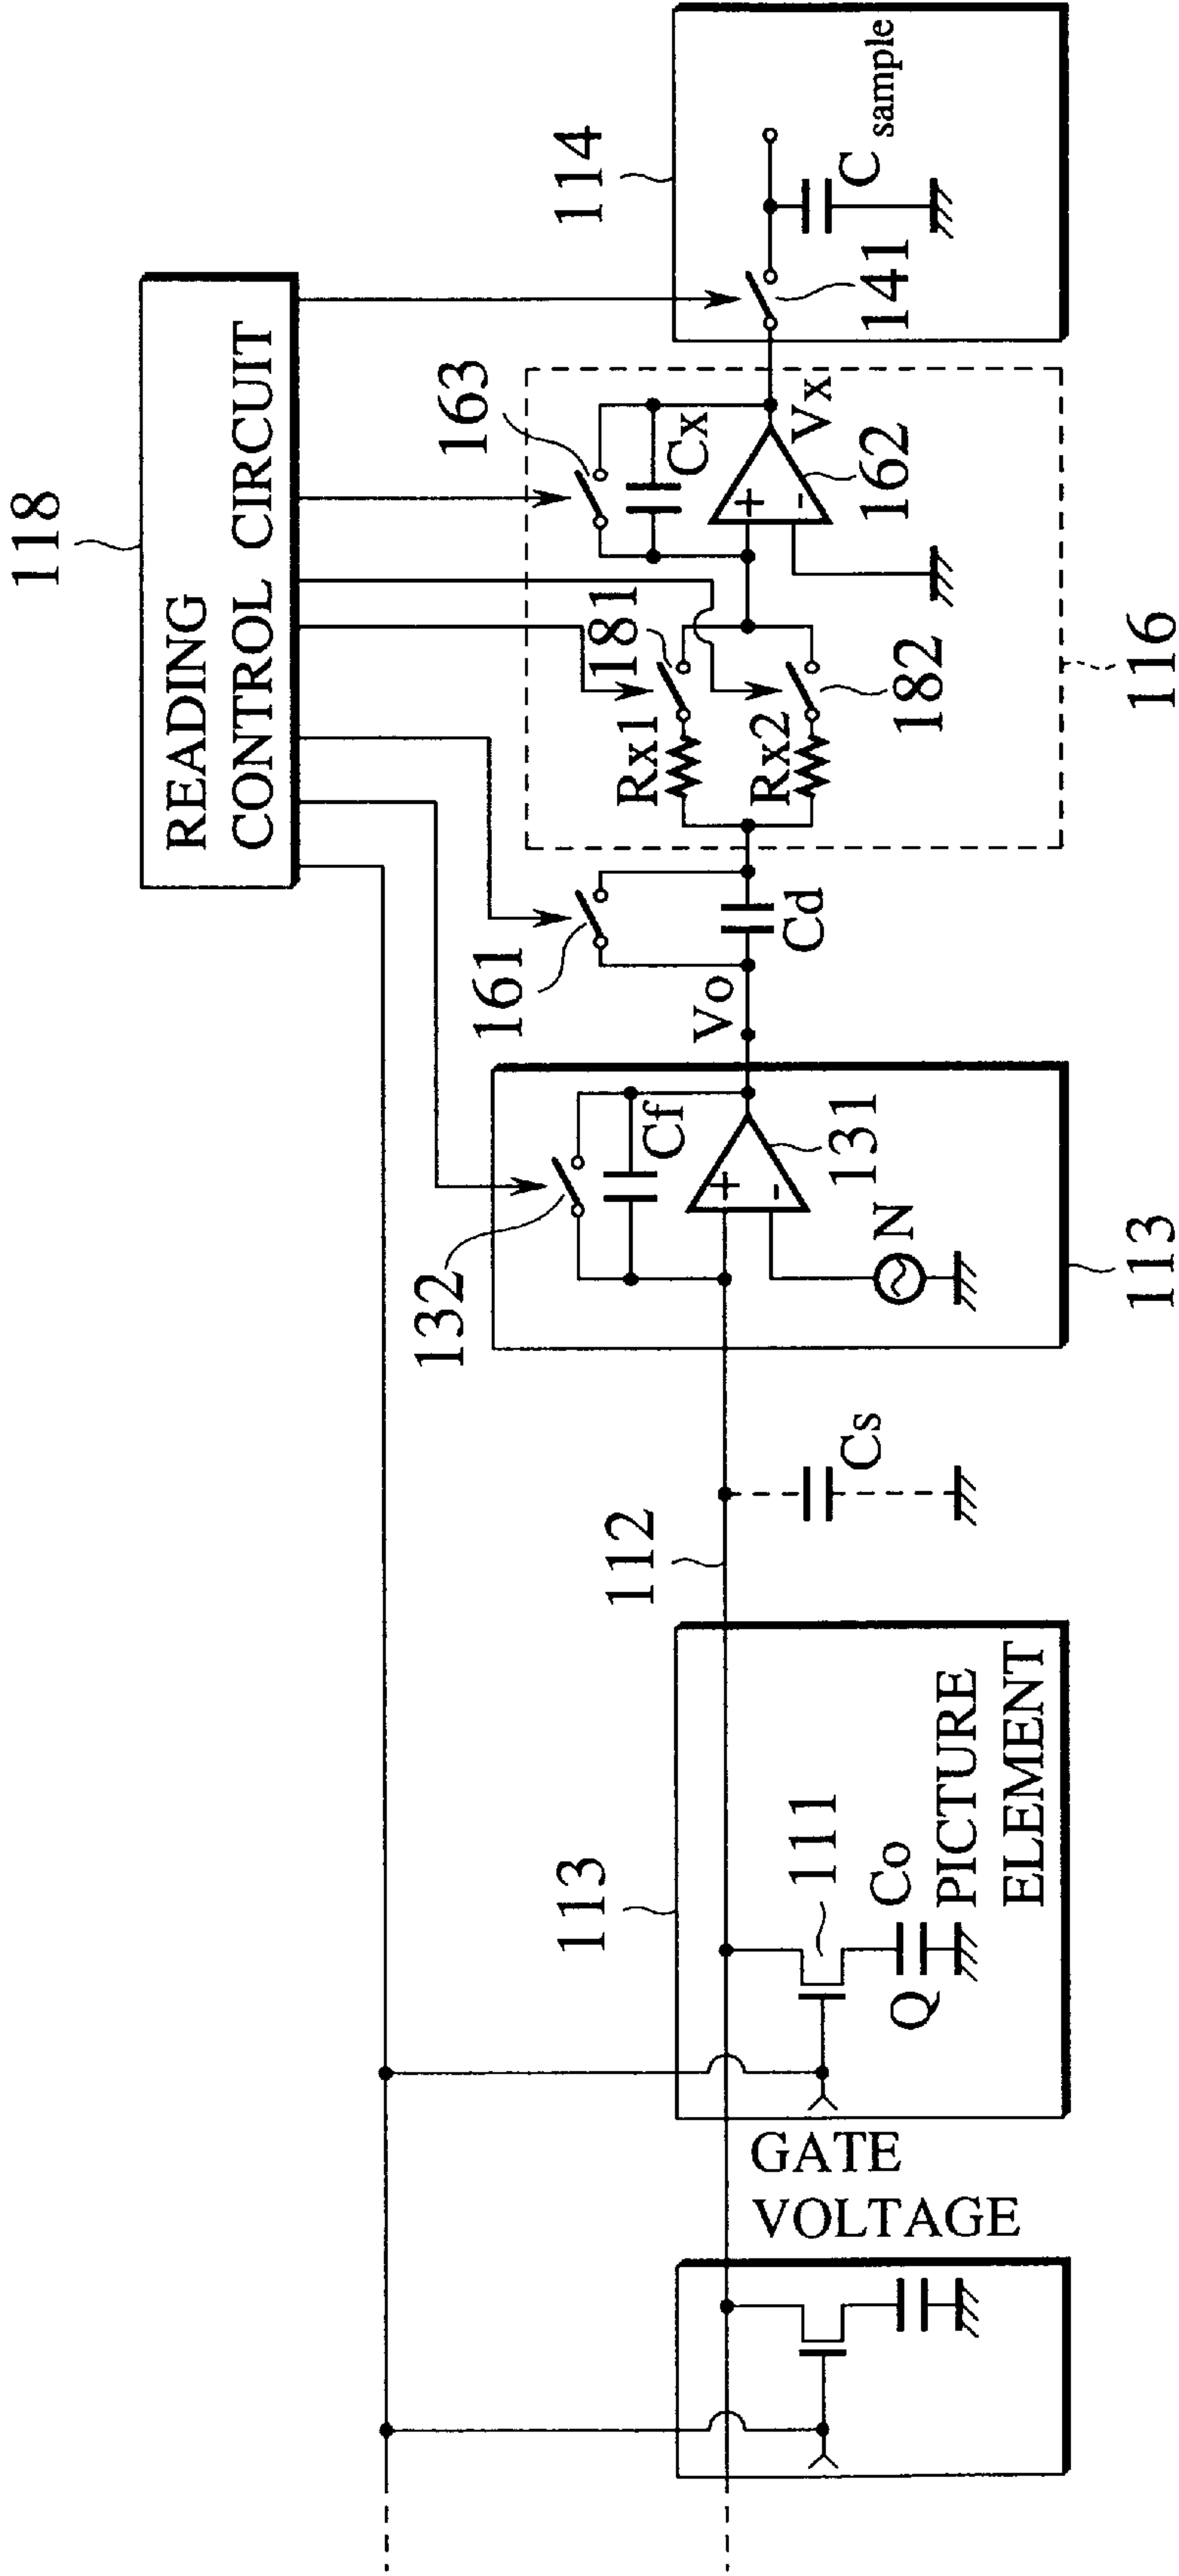 118
READING
CONTROL CIRCUIT
114
163
141
C sample
132
161
181
Rx1
Cx
Vx
162
Rx2
182
116
Cf
Vo
Cd
131
N
113
112
Cs
113
111
Co
Q
PICTURE
ELEMENT
GATE
VOLTAGE
+
-
+
-